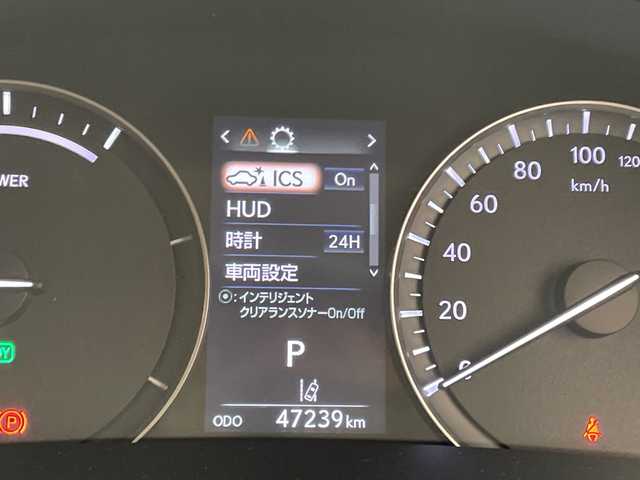 ICS On
HUD
時計 24H
車両設定
:インテリジェント
クリアランスソナーOn/Off
P
ODO 47239 km
0
20
40
60
80
100
120
km/h